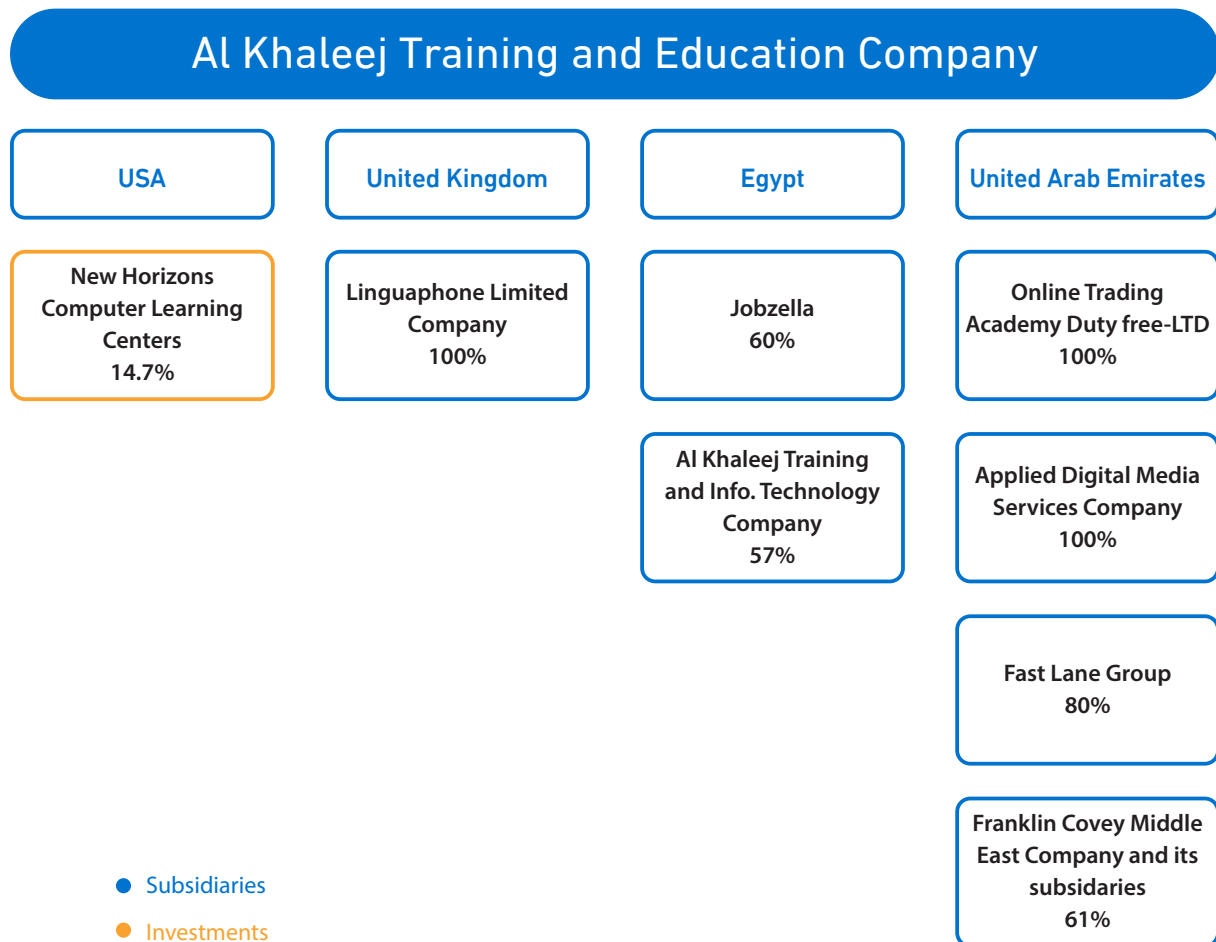 Al Khaleej Training and Education Company
USA
United Kingdom
Egypt
United Arab Emirates
New Horizons
Computer Learning
Centers
14.7%
Linguaphone Limited
Company
100%
Jobzella
60%
Online Trading
Academy Duty free-LTD
100%
Al Khaleej Training
and Info. Technology
Company
57%
Applied Digital Media
Services Company
100%
Fast Lane Group
80%
Franklin Covey Middle
East Company and its
subsidaries
61%
Subsidiaries
Investments